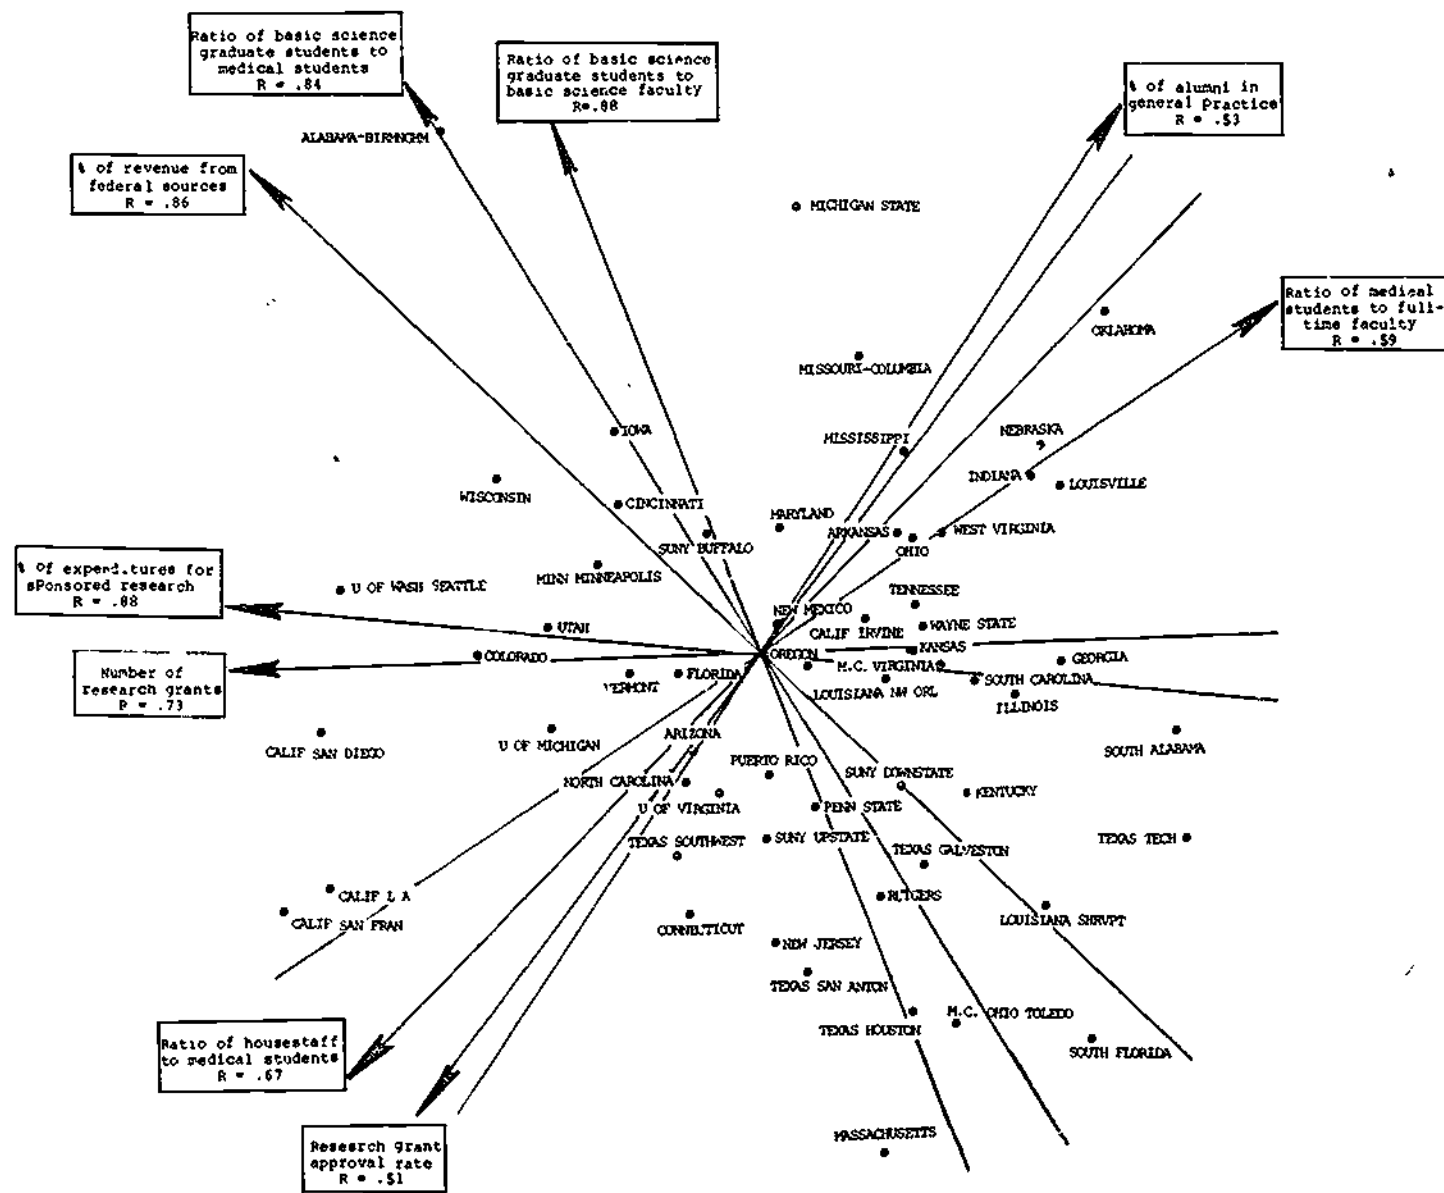 Ratio of basic science
graduate students to
medical students
R = .84
Ratio of basic science
graduate students to
basic science faculty
R=.88
% of alumni in
general Practice
R = .53
ALABAMA-BIRMNGHM
% of revenue from
federal sources
R = .86
MICHIGAN STATE
Ratio of medical
students to full-
time faculty
R = .59
OKLAHOMA
MISSOURI-COLUMBIA
IOWA
MISSISSIPPI
NEBRASKA
WISCONSIN
INDIANA
LOUISVILLE
CINCINNATI
MARYLAND
SUNY BUFFALO
ARKANSAS
WEST VIRGINIA
OHIO
% of expenditures for
sPonsored research
R = .88
U OF WASH SEATTLE
MINN MINNEAPOLIS
TENNESSEE
NEW MEXICO
UTAH
CALIF IRVINE
WAYNE STATE
KANSAS
COLORADO
OREGON
M.C. VIRGINIA
GEORGIA
Number of
research grants
R = .73
VERMONT
FLORIDA
LOUISIANA NW ORL
SOUTH CAROLINA
ILLINOIS
CALIF SAN DIEGO
U OF MICHIGAN
ARIZONA
SOUTH ALABAMA
PUERTO RICO
SUNY DOWNSTATE
NORTH CAROLINA
U OF VIRGINIA
PENN STATE
KENTUCKY
TEXAS SOUTHWEST
SUNY UPSTATE
TEXAS GALVESTON
TEXAS TECH
CALIF L A
RUTGERS
CALIF SAN FRAN
CONNECTICUT
LOUISIANA SHRVPT
NEW JERSEY
TEXAS SAN ANTON
TEXAS HOUSTON
M.C. OHIO TOLEDO
SOUTH FLORIDA
Ratio of housestaff
to medical students
R = .67
MASSACHUSETTS
Research grant
approval rate
R = .51